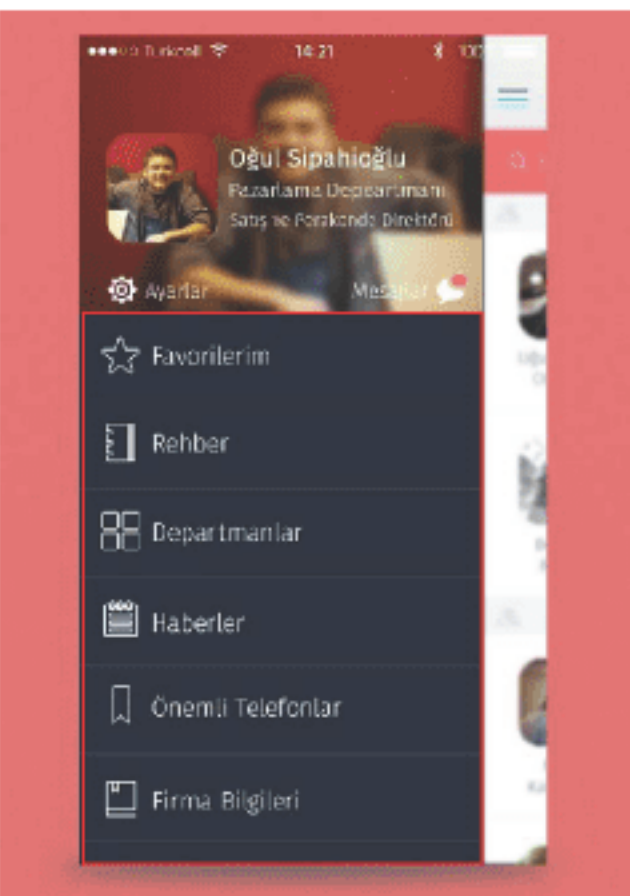 Turkcell 14:21
Oğul Sipahioğlu
Pazarlama Depeartmanı
Satış ve Perakende Direktörü
Ayarlar Mesajlar
Favorilerim
Rehber
Departmanlar
Haberler
Önemli Telefonlar
Firma Bilgileri